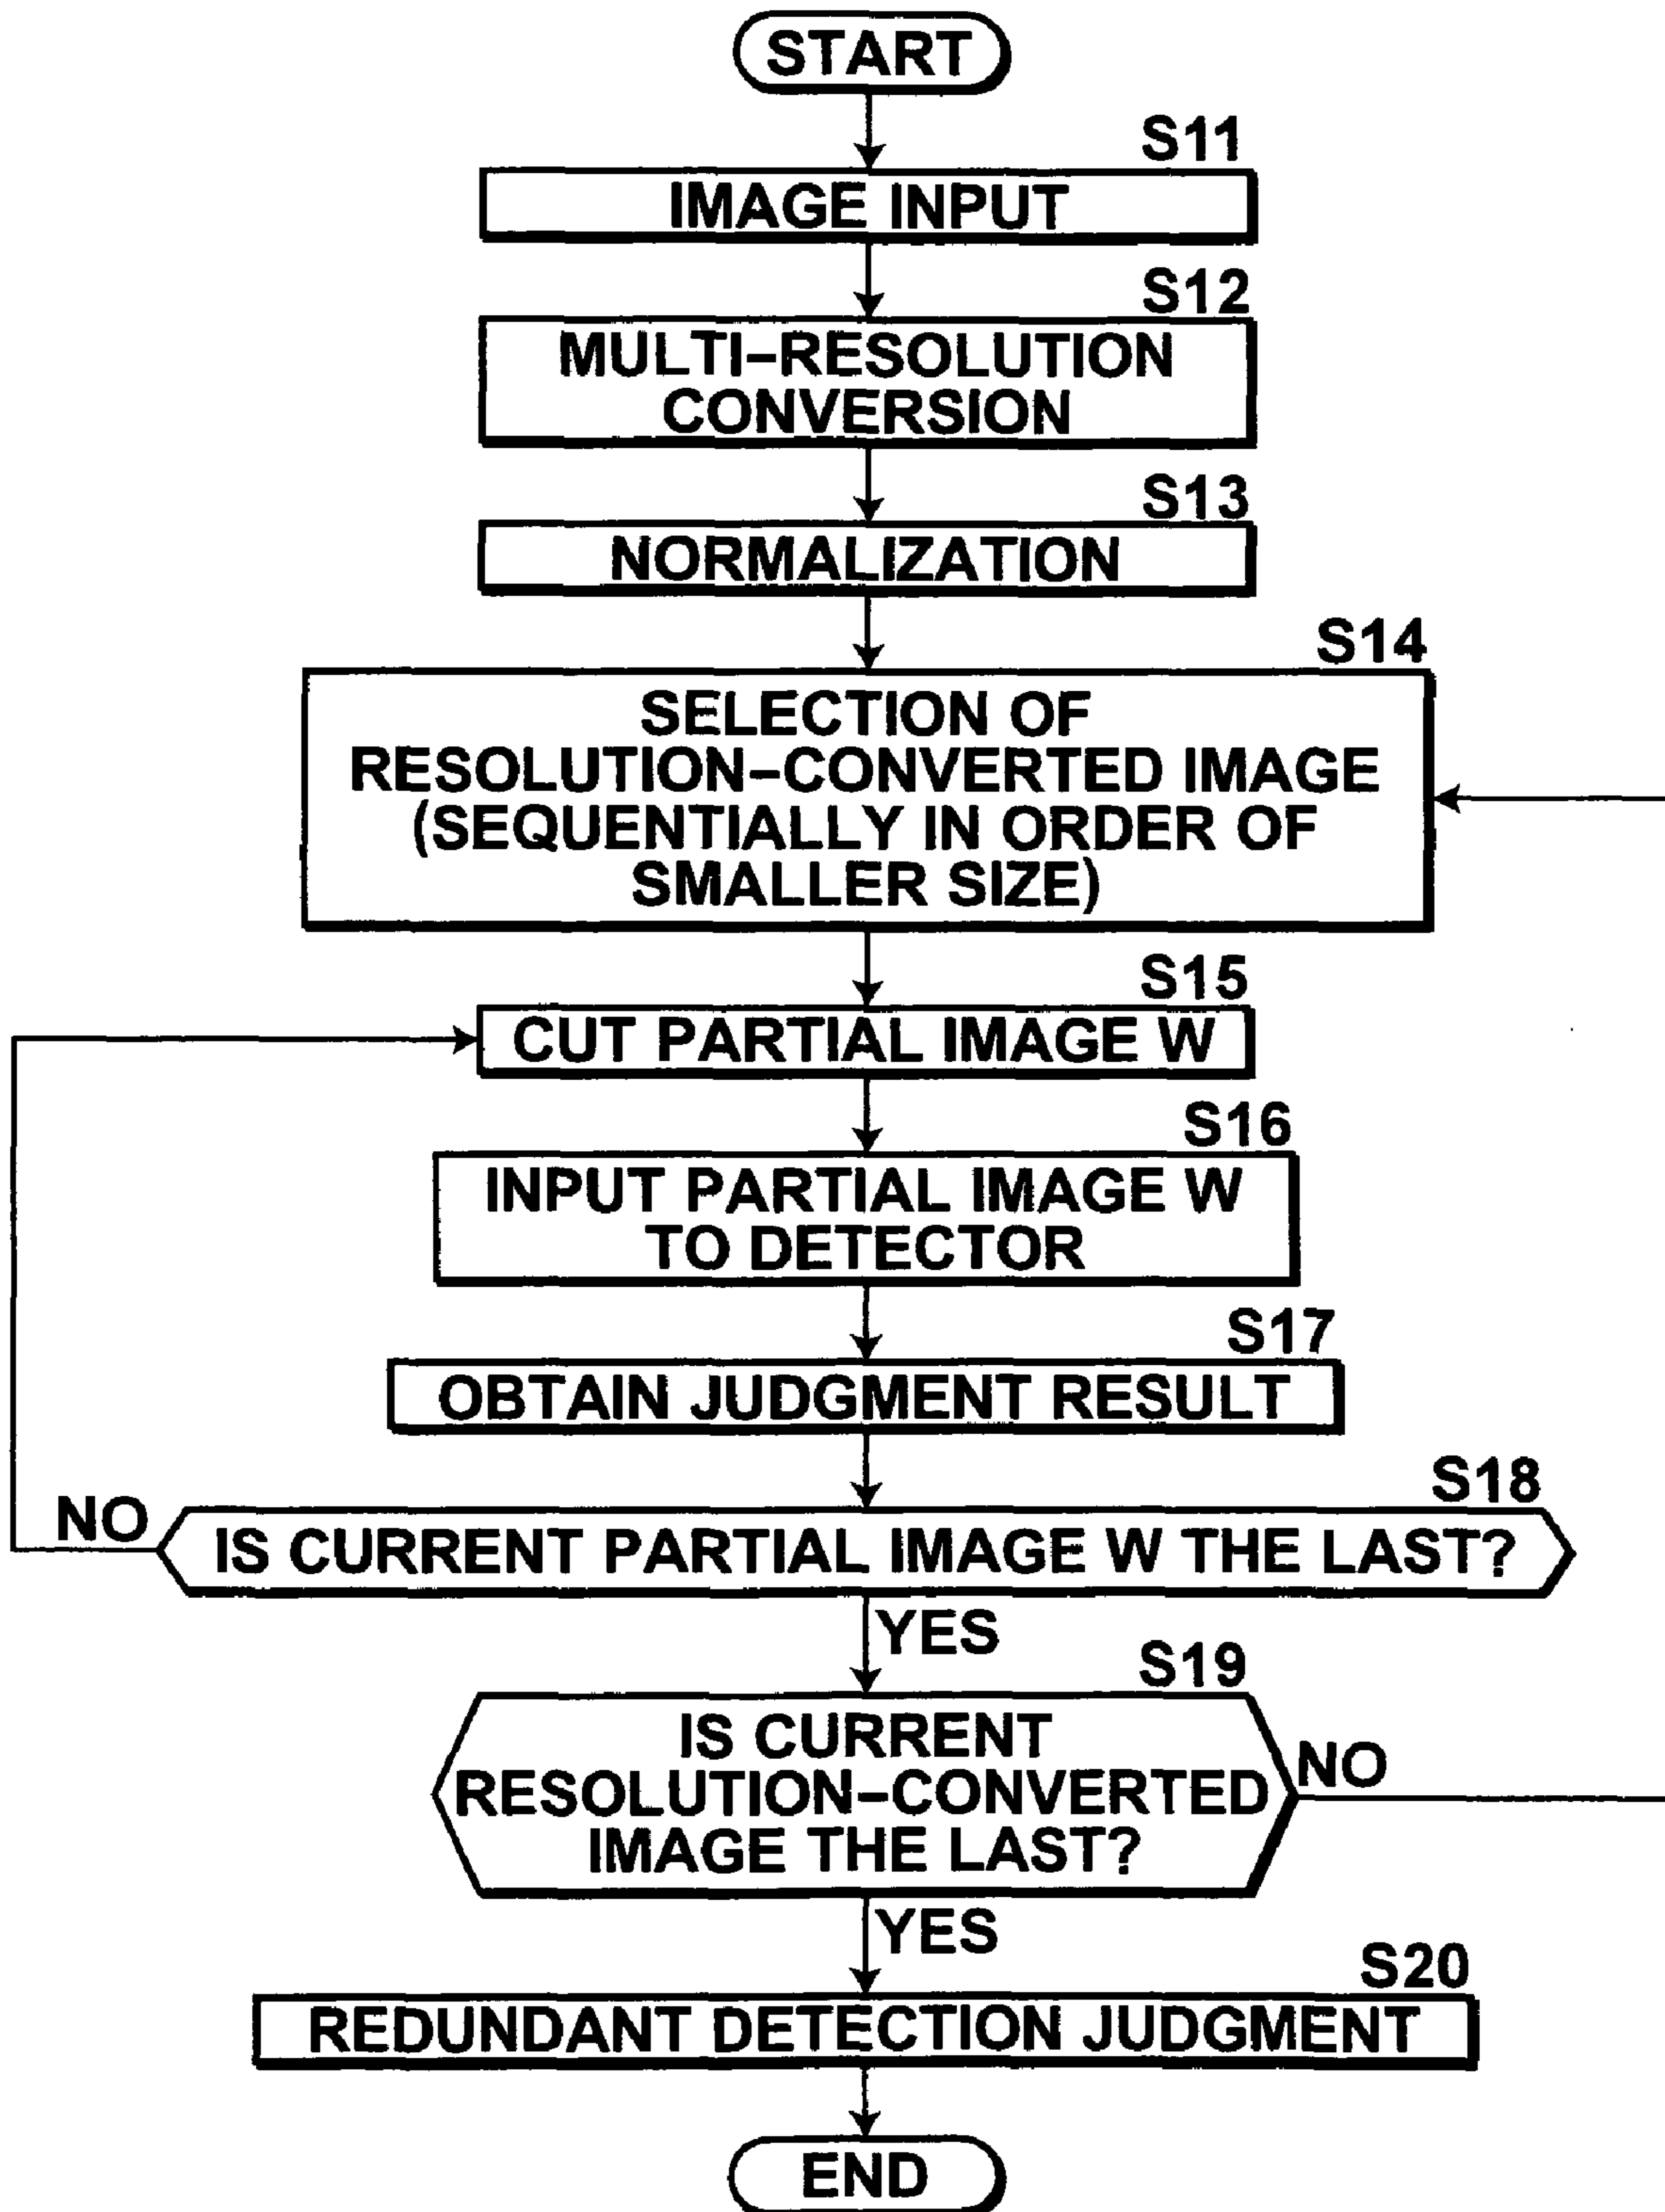 START
S11
IMAGE INPUT
S12
MULTI-RESOLUTION
CONVERSION
S13
NORMALIZATION
S14
SELECTION OF
RESOLUTION-CONVERTED IMAGE
(SEQUENTIALLY IN ORDER OF
SMALLER SIZE)
S15
CUT PARTIAL IMAGE W
S16
INPUT PARTIAL IMAGE W
TO DETECTOR
S17
OBTAIN JUDGMENT RESULT
S18
NO
IS CURRENT PARTIAL IMAGE W THE LAST?
YES
S19
IS CURRENT
RESOLUTION-CONVERTED
IMAGE THE LAST?
NO
YES
S20
REDUNDANT DETECTION JUDGMENT
END